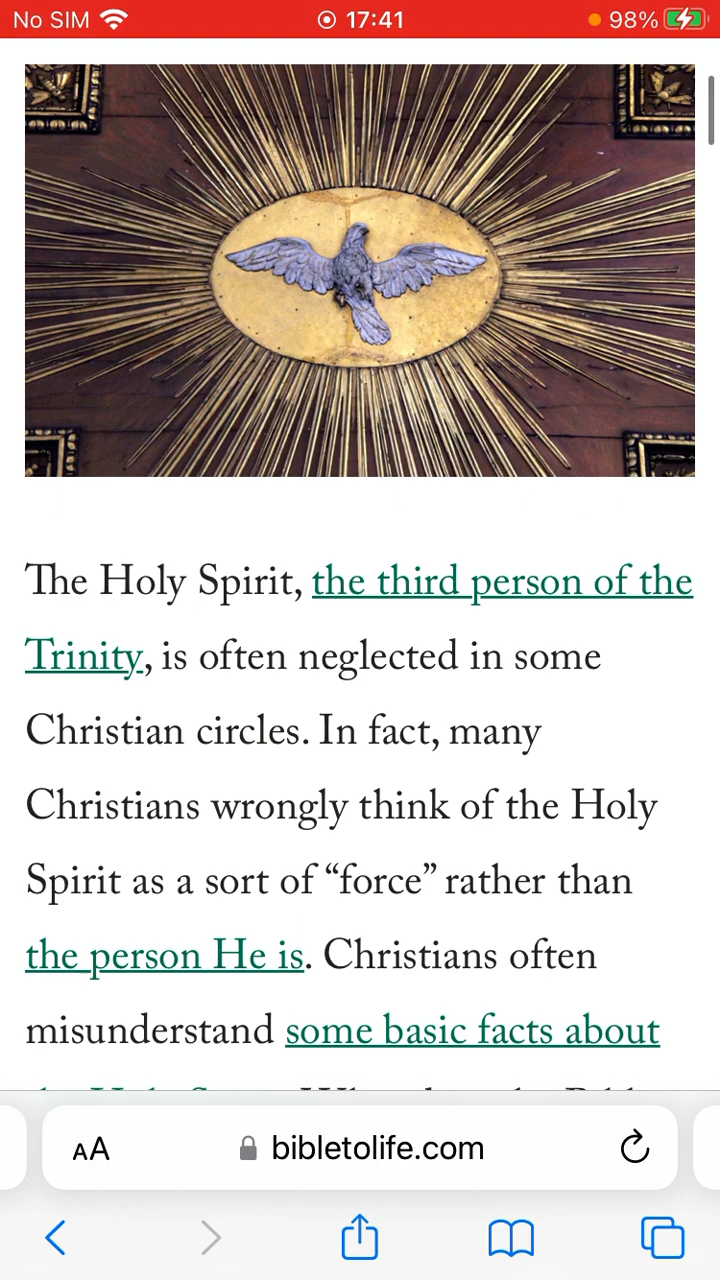 No SIM 17:41 98%
The Holy Spirit, the third person of the
Trinity, is often neglected in some
Christian circles. In fact, many
Christians wrongly think of the Holy
Spirit as a sort of “force” rather than
the person He is. Christians often
misunderstand some basic facts about
AA bibletolife.com